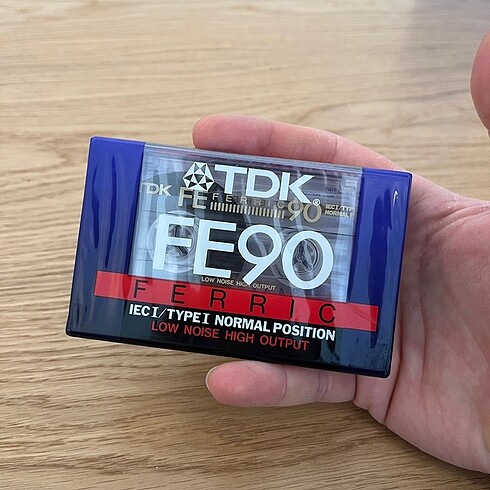 TDK®
TDK
FE FERRIC 90
IEC I/TYPE I
NORMAL
FE90
LOW NOISE HIGH OUTPUT
FERRIC
IEC I/TYPE I NORMAL POSITION
LOW NOISE HIGH OUTPUT